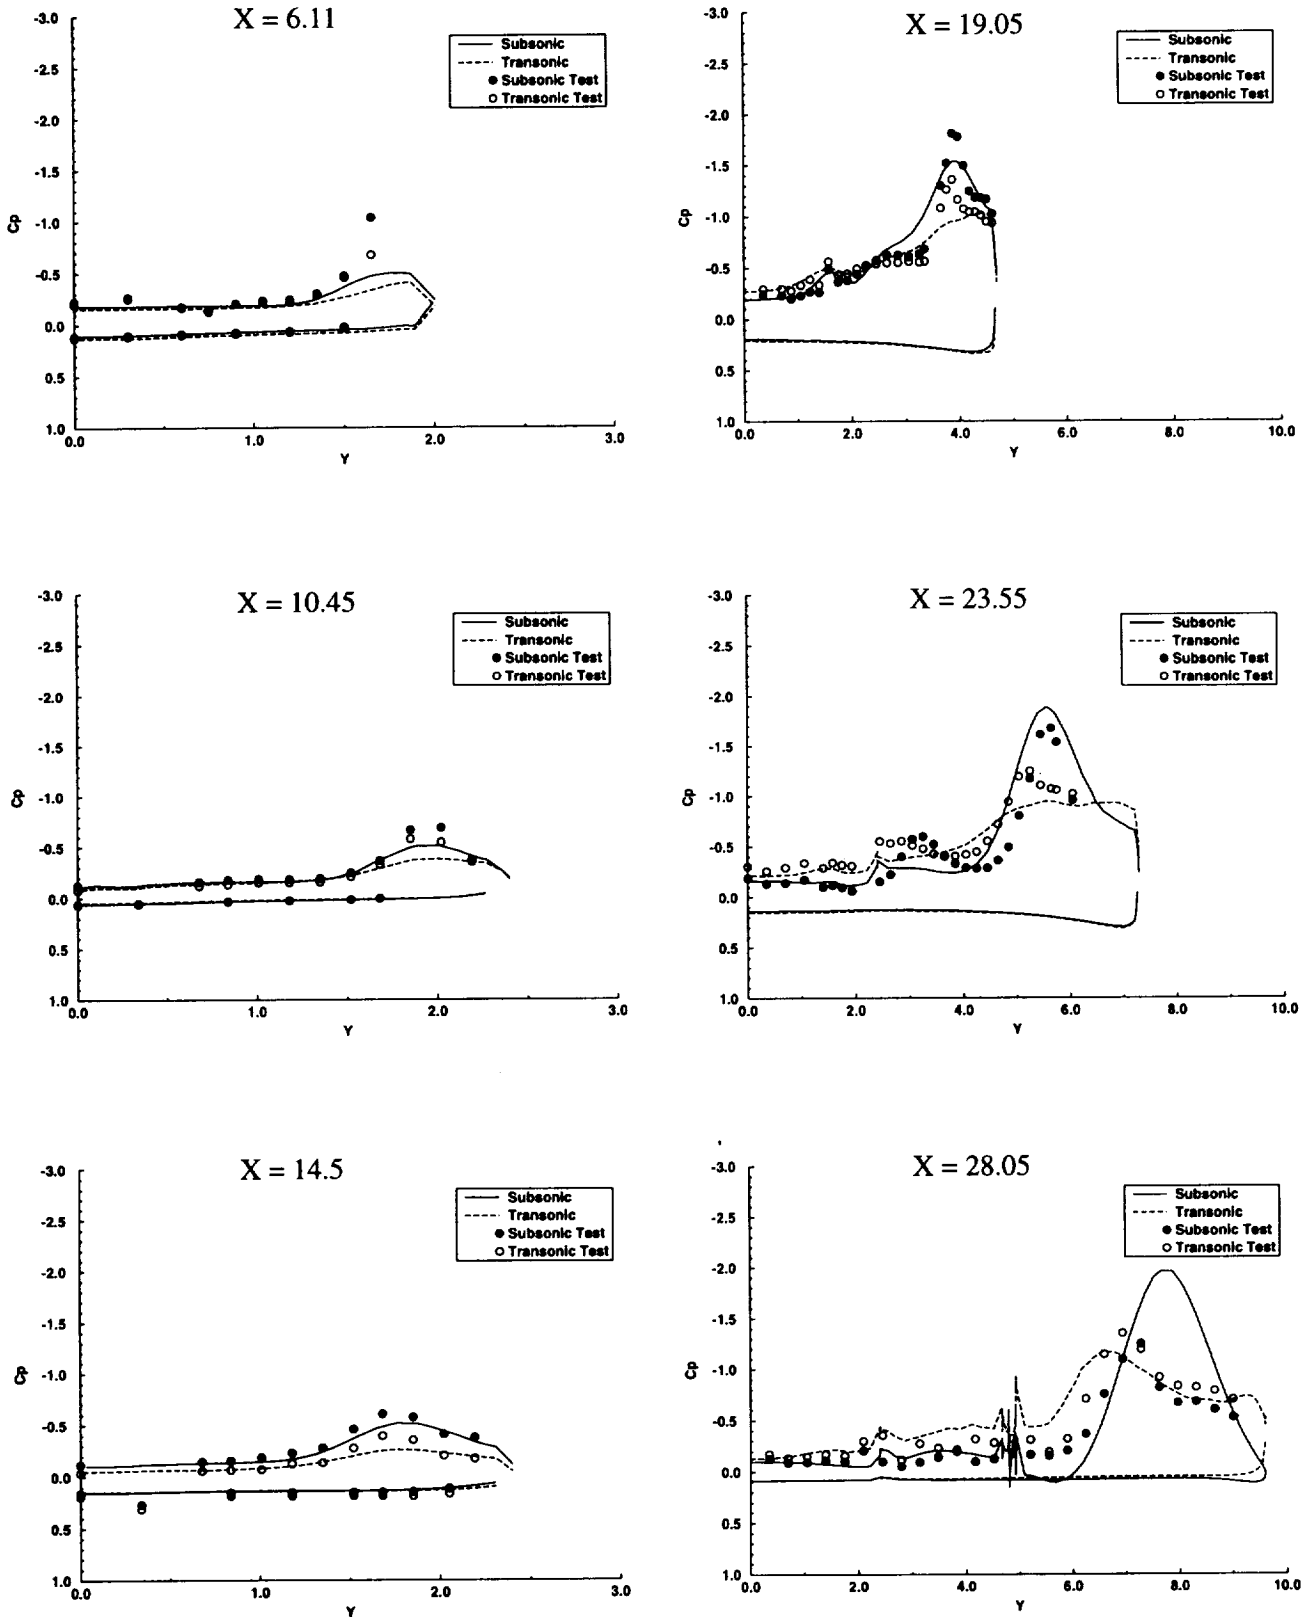 X = 6.11
Subsonic
Transonic
Subsonic Test
Transonic Test
-3.0
-2.5
-2.0
-1.5
-1.0
-0.5
0.0
0.5
1.0
Cp
0.0
1.0
2.0
3.0
Y
X = 19.05
Subsonic
Transonic
Subsonic Test
Transonic Test
-3.0
-2.5
-2.0
-1.5
-1.0
-0.5
0.0
0.5
1.0
Cp
0.0
2.0
4.0
6.0
8.0
10.0
Y
X = 10.45
Subsonic
Transonic
Subsonic Test
Transonic Test
-3.0
-2.5
-2.0
-1.5
-1.0
-0.5
0.0
0.5
1.0
Cp
0.0
1.0
2.0
3.0
Y
X = 23.55
Subsonic
Transonic
Subsonic Test
Transonic Test
-3.0
-2.5
-2.0
-1.5
-1.0
-0.5
0.0
0.5
1.0
Cp
0.0
2.0
4.0
6.0
8.0
10.0
Y
X = 14.5
Subsonic
Transonic
Subsonic Test
Transonic Test
-3.0
-2.5
-2.0
-1.5
-1.0
-0.5
0.0
0.5
1.0
Cp
0.0
1.0
2.0
3.0
Y
X = 28.05
Subsonic
Transonic
Subsonic Test
Transonic Test
-3.0
-2.5
-2.0
-1.5
-1.0
-0.5
0.0
0.5
1.0
Cp
0.0
2.0
4.0
6.0
8.0
10.0
Y